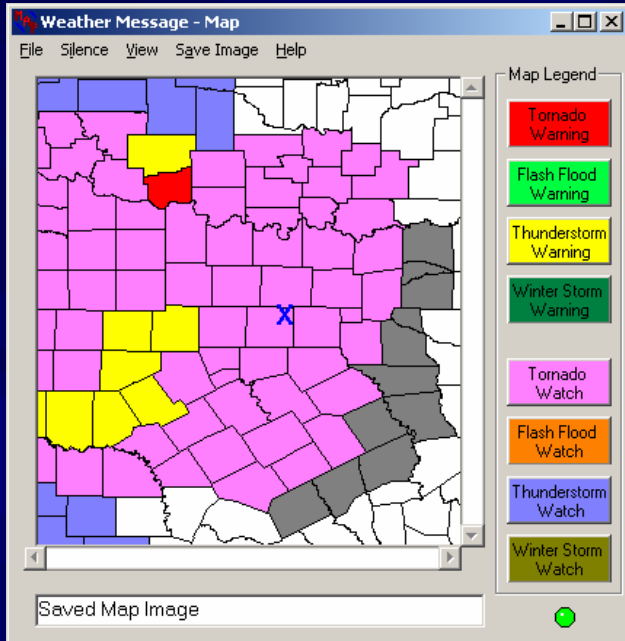 Weather Message - Map
File Silence View Save Image Help
Map Legend
Tornado
Warning
Flash Flood
Warning
Thunderstorm
Warning
Winter Storm
Warning
X
Tornado
Watch
Flash Flood
Watch
Thunderstorm
Watch
Winter Storm
Watch
Saved Map Image